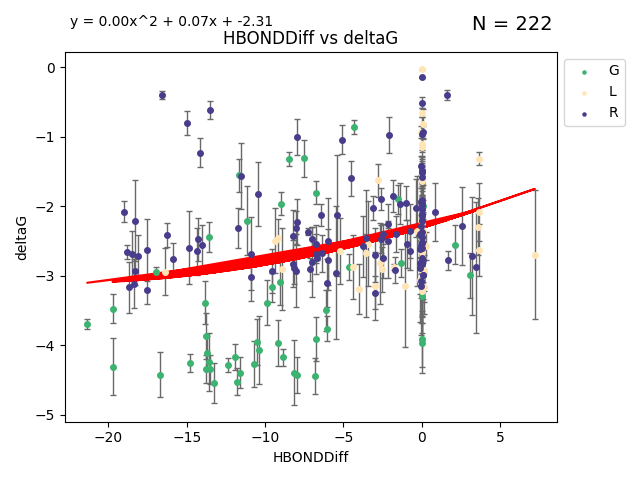 y = 0.00x^2 + 0.07x + -2.31
N = 222
HBONDDiff vs deltaG
G
L
R
deltaG
0
−1
−2
−3
−4
−5
−20
−15
−10
−5
0
5
HBONDDiff